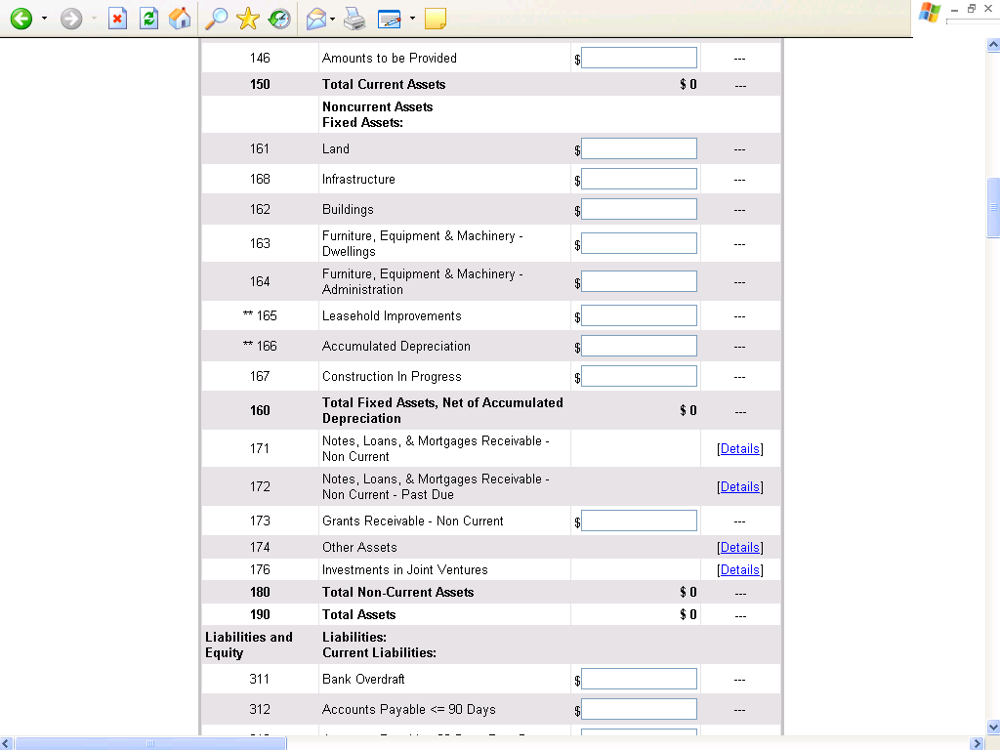 146 Amounts to be Provided $ ---
150 Total Current Assets $ 0 ---
Noncurrent Assets
Fixed Assets:
161 Land $ ---
168 Infrastructure $ ---
162 Buildings $ ---
163 Furniture, Equipment & Machinery -
Dwellings $ ---
164 Furniture, Equipment & Machinery -
Administration $ ---
** 165 Leasehold Improvements $ ---
** 166 Accumulated Depreciation $ ---
167 Construction In Progress $ ---
160 Total Fixed Assets, Net of Accumulated
Depreciation $ 0 ---
171 Notes, Loans, & Mortgages Receivable -
Non Current [Details]
172 Notes, Loans, & Mortgages Receivable -
Non Current - Past Due [Details]
173 Grants Receivable - Non Current $ ---
174 Other Assets [Details]
176 Investments in Joint Ventures [Details]
180 Total Non-Current Assets $ 0 ---
190 Total Assets $ 0 ---
Liabilities and Liabilities:
Equity Current Liabilities:
311 Bank Overdraft $ ---
312 Accounts Payable <= 90 Days $ ---